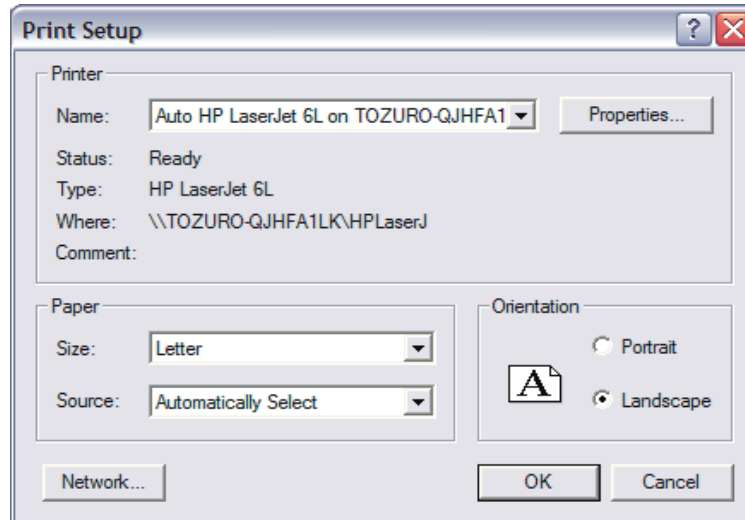 Print Setup
?
Printer
Name: Auto HP LaserJet 6L on TOZURO-QJHFA1 Properties...
Status: Ready
Type: HP LaserJet 6L
Where: \\TOZURO-QJHFA1LK\HPLaserJ
Comment:
Paper
Size: Letter
Source: Automatically Select
Orientation
A
Portrait
Landscape
Network... OK Cancel